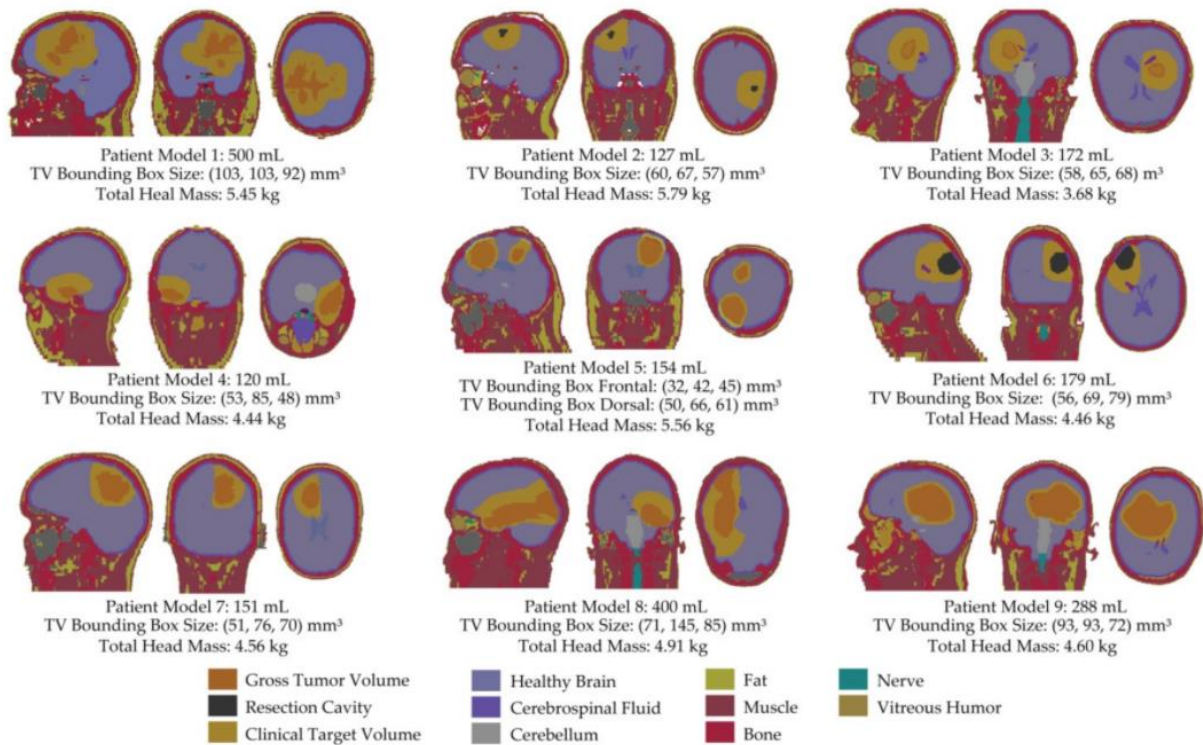 Patient Model 1: 500 mL
TV Bounding Box Size: (103, 103, 92) mm³
Total Heal Mass: 5.45 kg
Patient Model 2: 127 mL
TV Bounding Box Size: (60, 67, 57) mm³
Total Head Mass: 5.79 kg
Patient Model 3: 172 mL
TV Bounding Box Size: (58, 65, 68) m³
Total Head Mass: 3.68 kg
Patient Model 4: 120 mL
TV Bounding Box Size: (53, 85, 48) mm³
Total Head Mass: 4.44 kg
Patient Model 5: 154 mL
TV Bounding Box Frontal: (32, 42, 45) mm³
TV Bounding Box Dorsal: (50, 66, 61) mm³
Total Head Mass: 5.56 kg
Patient Model 6: 179 mL
TV Bounding Box Size: (56, 69, 79) mm³
Total Head Mass: 4.46 kg
Patient Model 7: 151 mL
TV Bounding Box Size: (51, 76, 70) mm³
Total Head Mass: 4.56 kg
Patient Model 8: 400 mL
TV Bounding Box Size: (71, 145, 85) mm³
Total Head Mass: 4.91 kg
Patient Model 9: 288 mL
TV Bounding Box Size: (93, 93, 72) mm³
Total Head Mass: 4.60 kg
Gross Tumor Volume
Resection Cavity
Clinical Target Volume
Healthy Brain
Cerebrospinal Fluid
Cerebellum
Fat
Muscle
Bone
Nerve
Vitreous Humor